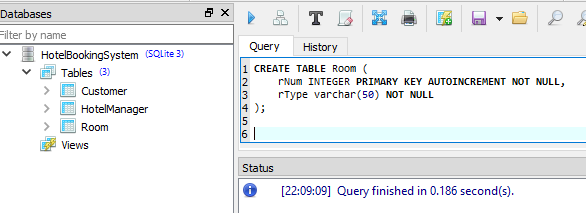 Databases
Filter by name
HotelBookingSystem (SQLite 3)
Tables (3)
Customer
HotelManager
Room
Views
Query
History
1 CREATE TABLE Room (
2 rNum INTEGER PRIMARY KEY AUTOINCREMENT NOT NULL,
3 rType varchar(50) NOT NULL
4 );
5
6
Status
[22:09:09] Query finished in 0.186 second(s).